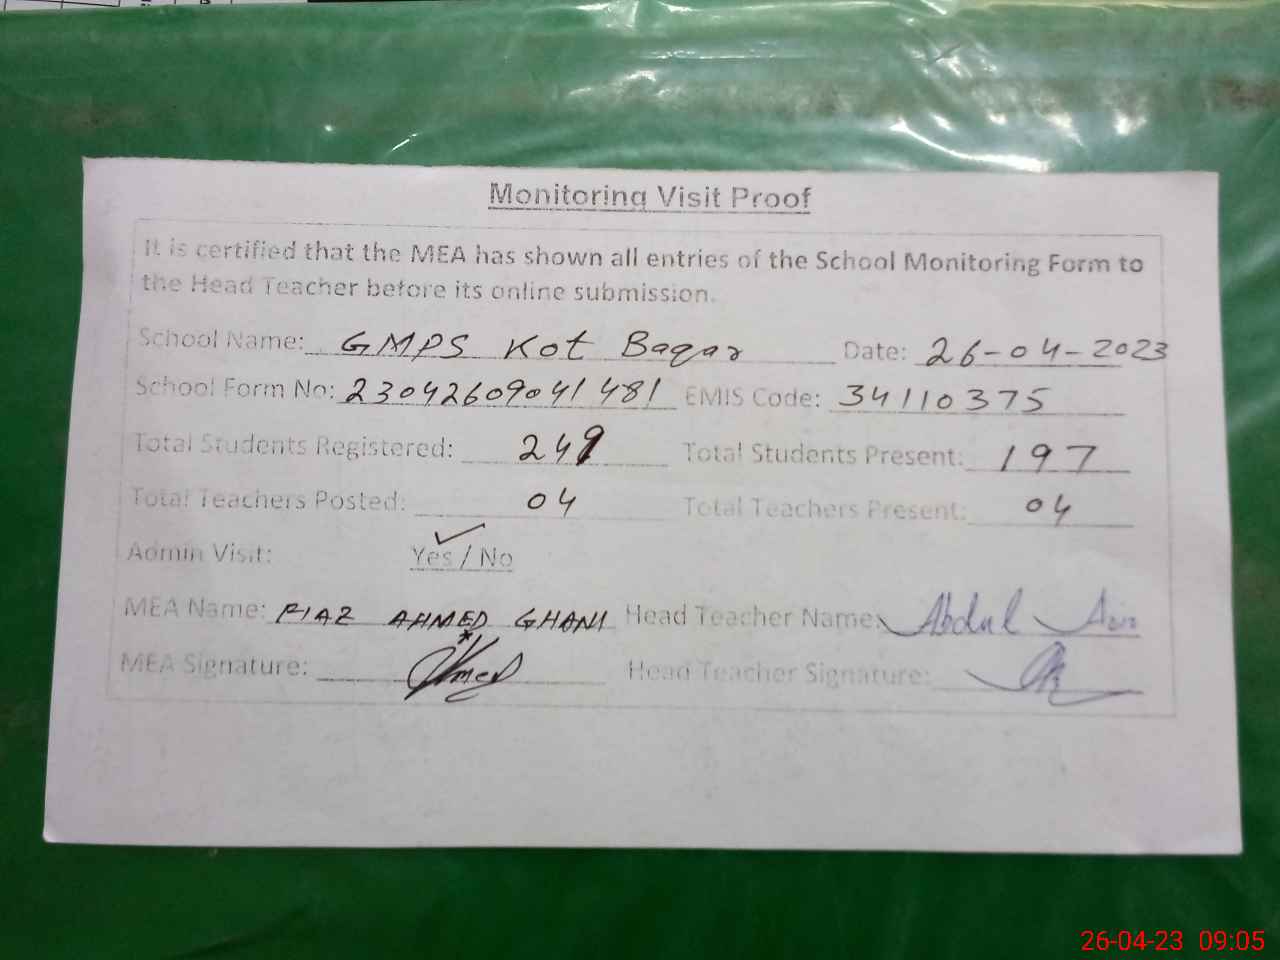 Monitoring Visit Proof
It is certified that the MEA has shown all entries of the School Monitoring Form to
the Head Teacher before its online submission.
School Name: GMPS Kot Baqar Date: 26-04-2023
School Form No: 23042609041481 EMIS Code: 34110375
Total Students Registered: 249 Total Students Present: 197
Total Teachers Posted: 04 Total Teachers Present: 04
Admin Visit: Yes / No
MEA Name: FIAZ AHMED GHANI Head Teacher Name: Abdul Aziz
MEA Signature: Head Teacher Signature:
26-04-23 09:05